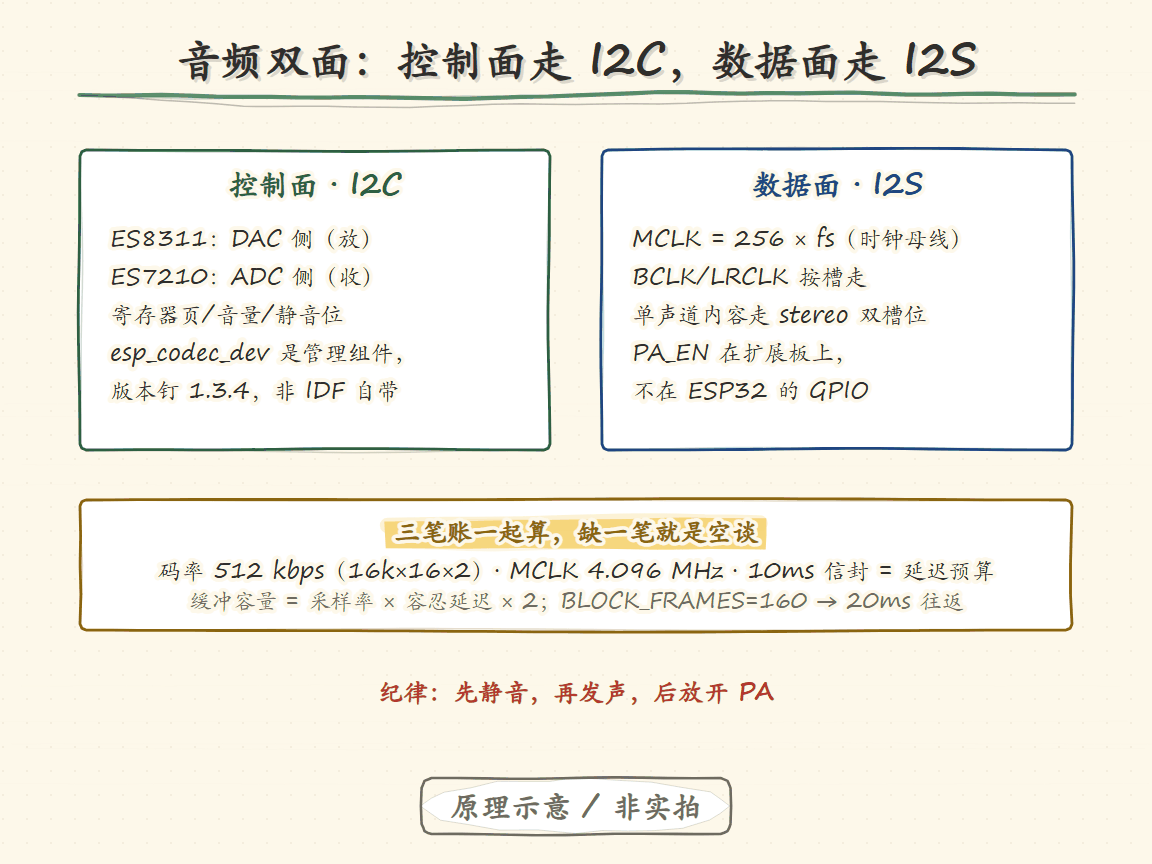 音频双面：控制面走 I2C，数据面走 I2S
控制面 · I2C
ES8311：DAC 侧（放）
ES7210：ADC 侧（收）
寄存器页/音量/静音位
esp_codec_dev 是管理组件，
版本钉 1.3.4，非 IDF 自带
数据面 · I2S
MCLK = 256 × fs（时钟母线）
BCLK/LRCLK 按槽走
单声道内容走 stereo 双槽位
PA_EN 在扩展板上，
不在 ESP32 的 GPIO
三笔账一起算，缺一笔就是空谈
码率 512 kbps（16k×16×2）· MCLK 4.096 MHz · 10ms 信封 = 延迟预算
缓冲容量 = 采样率 × 容忍延迟 × 2；BLOCK_FRAMES=160 → 20ms 往返
纪律：先静音，再发声，后放开 PA
原理示意 / 非实拍